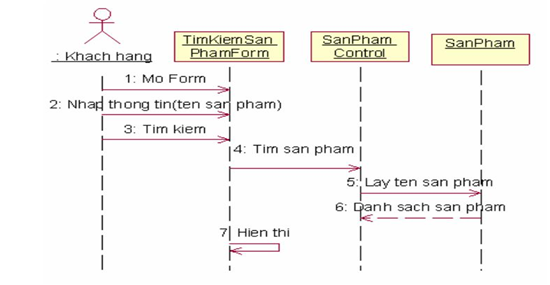 : Khach hang
TimKiemSan
PhamForm
SanPham
Control
SanPham
1: Mo Form
2: Nhap thong tin(ten san pham)
3: Tim kiem
4: Tim san pham
5: Lay ten san pham
6: Danh sach san pham
7: Hien thi